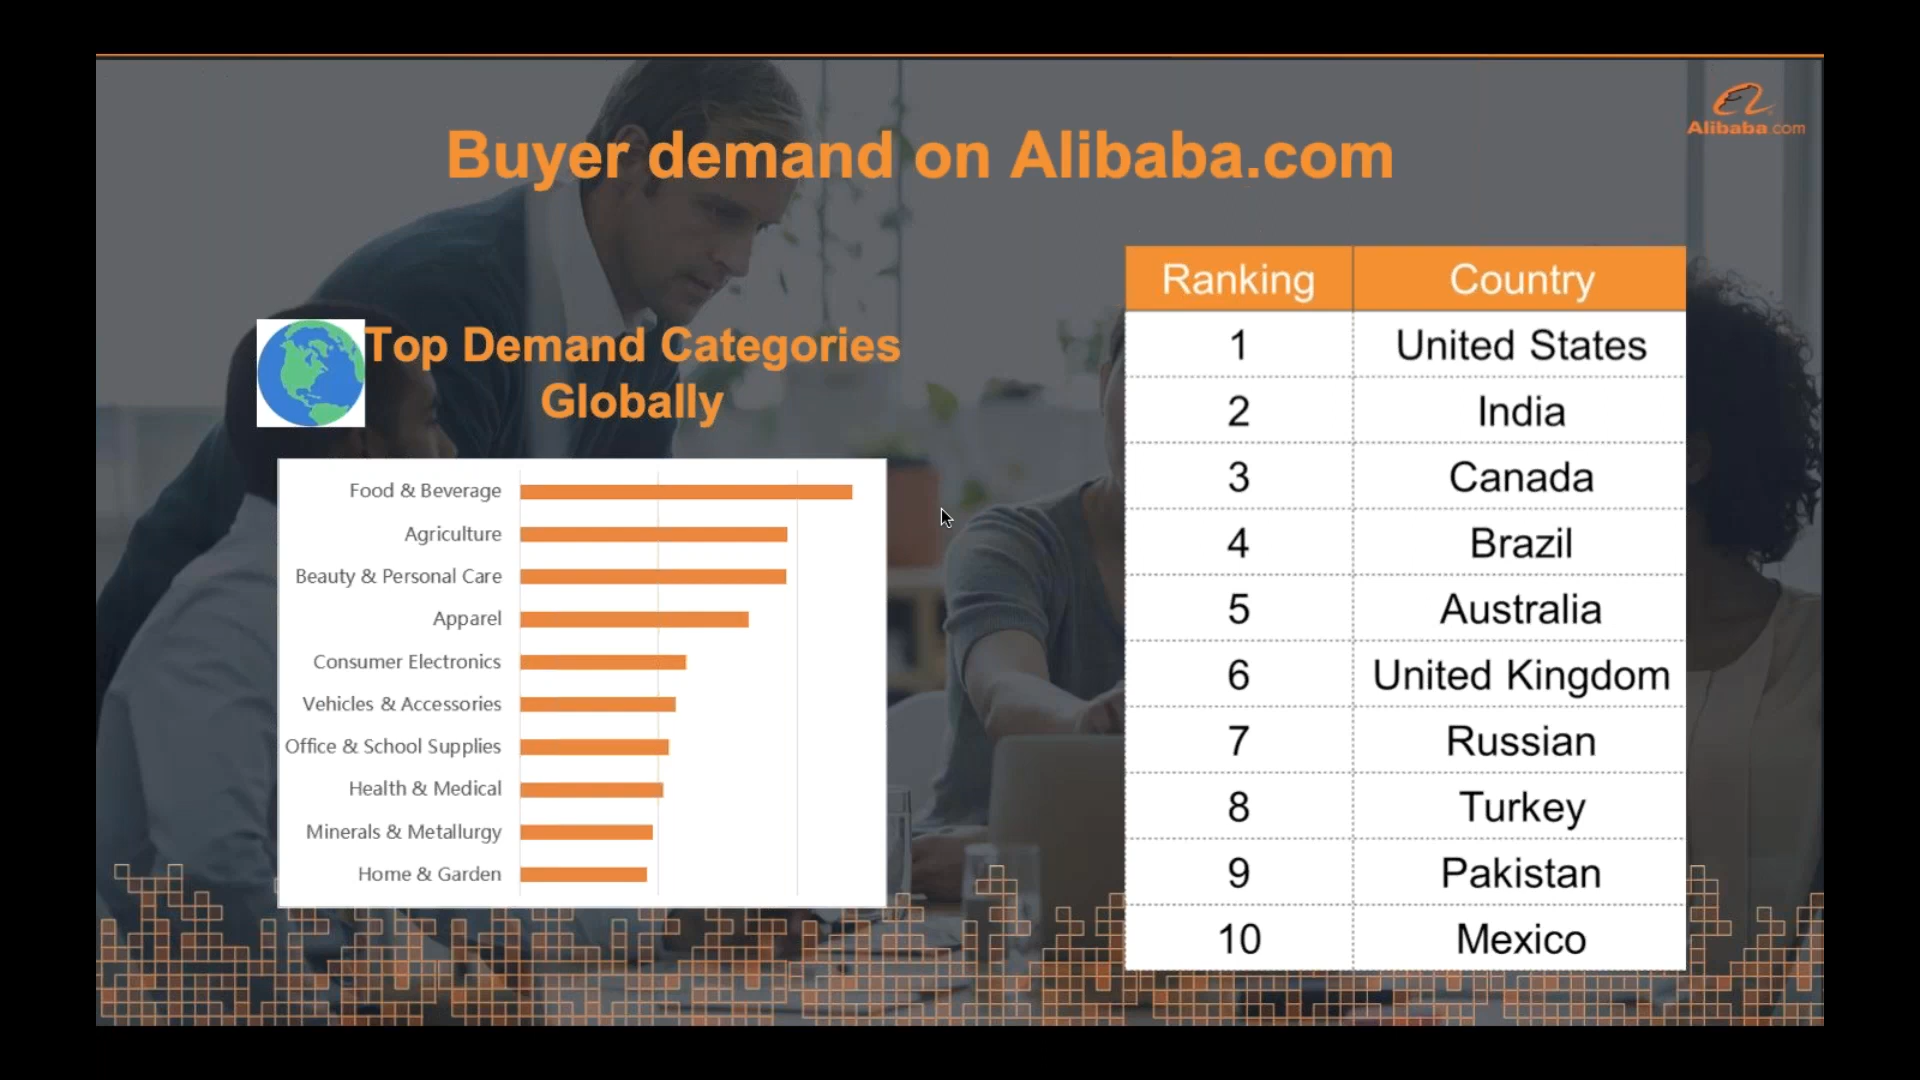 Alibaba.com
Buyer demand on Alibaba.com
Top Demand Categories
Globally
Food & Beverage
Agriculture
Beauty & Personal Care
Apparel
Consumer Electronics
Vehicles & Accessories
Office & School Supplies
Health & Medical
Minerals & Metallurgy
Home & Garden
Ranking Country
1 United States
2 India
3 Canada
4 Brazil
5 Australia
6 United Kingdom
7 Russian
8 Turkey
9 Pakistan
10 Mexico